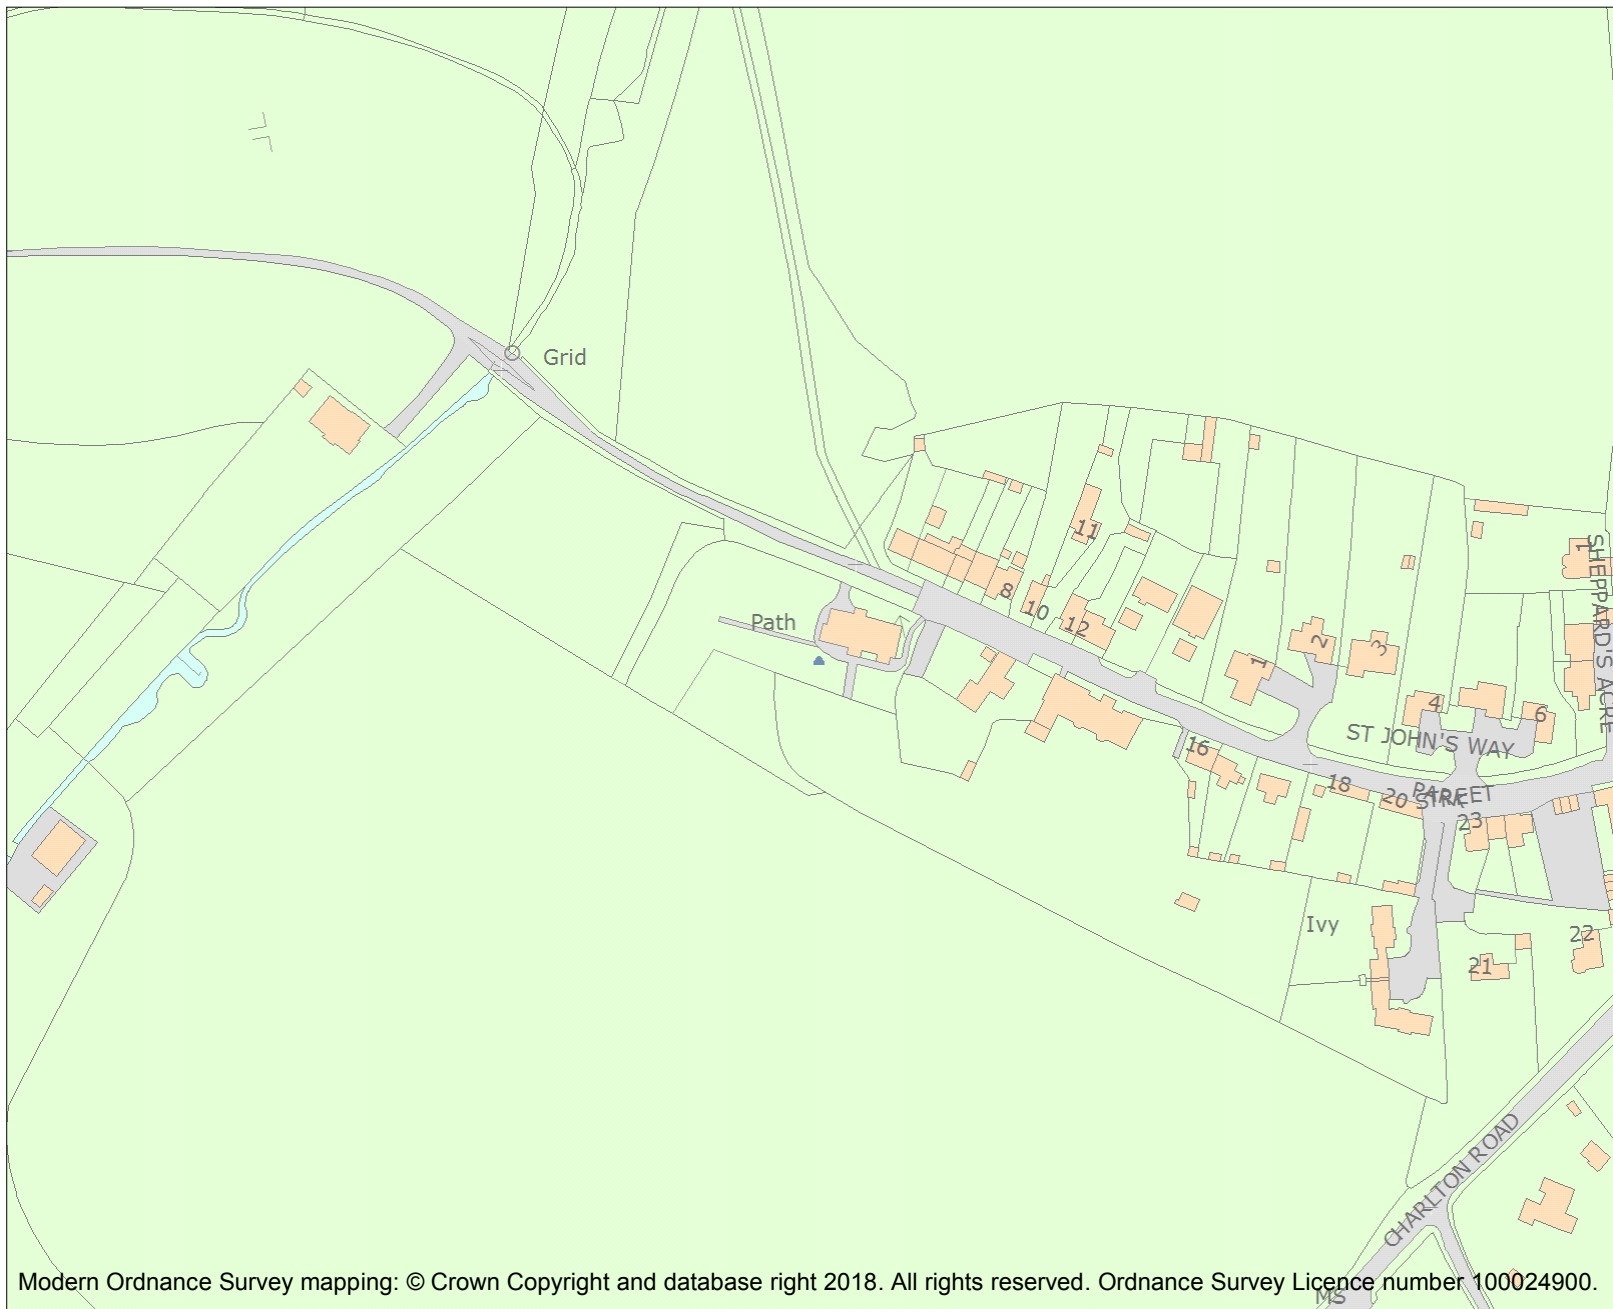 Grid
11
8
10
12
Path
1
2
3
1
SHEPPARD'S ACRE
4
6
ST JOHN'S WAY
16
18
20
PARK
STREET
23
Ivy
22
21
CHARLTON ROAD
MS
Modern Ordnance Survey mapping: © Crown Copyright and database right 2018. All rights reserved. Ordnance Survey Licence number 100024900.